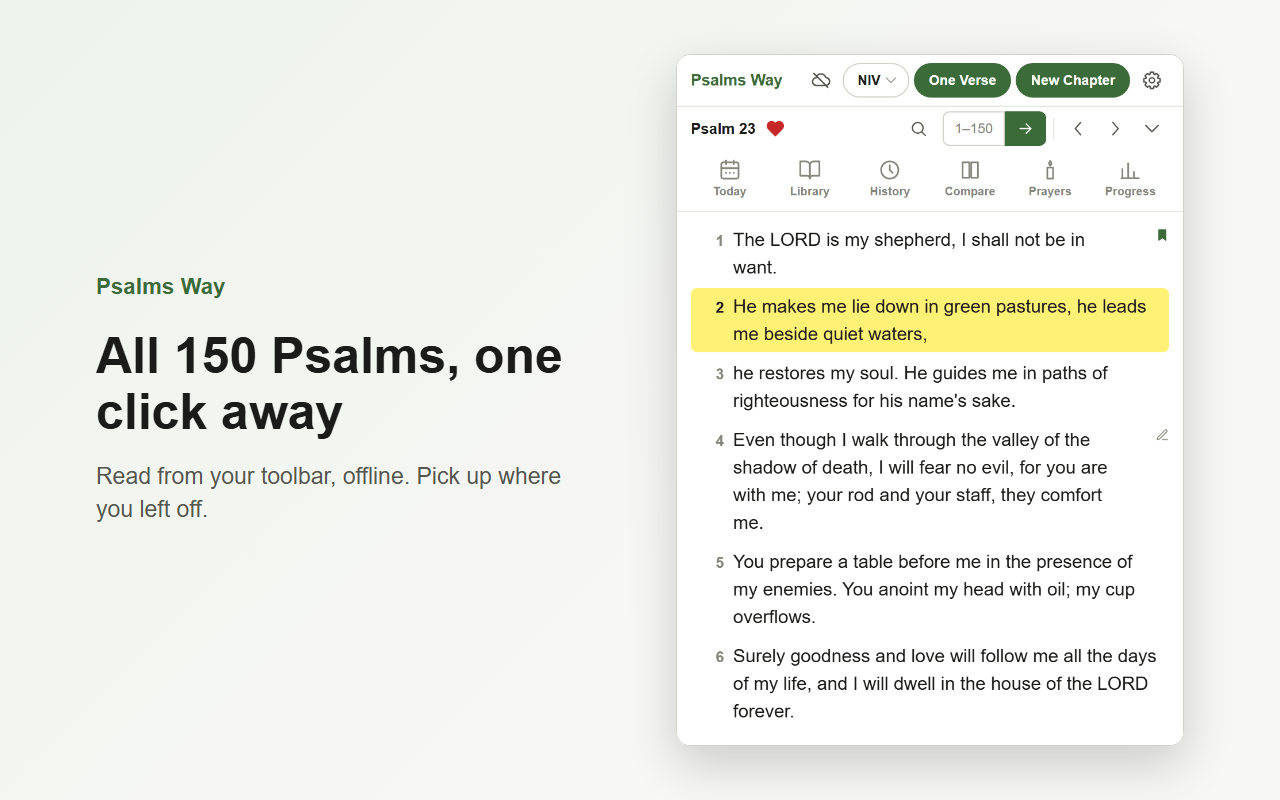 Psalms Way
All 150 Psalms, one
click away
Read from your toolbar, offline. Pick up where
you left off.
Psalms Way
NIV
One Verse
New Chapter
Psalm 23
1–150
Today
Library
History
Compare
Prayers
Progress
1 The LORD is my shepherd, I shall not be in
want.
2 He makes me lie down in green pastures, he leads
me beside quiet waters,
3 he restores my soul. He guides me in paths of
righteousness for his name's sake.
4 Even though I walk through the valley of the
shadow of death, I will fear no evil, for you are
with me; your rod and your staff, they comfort
me.
5 You prepare a table before me in the presence of
my enemies. You anoint my head with oil; my cup
overflows.
6 Surely goodness and love will follow me all the days
of my life, and I will dwell in the house of the LORD
forever.